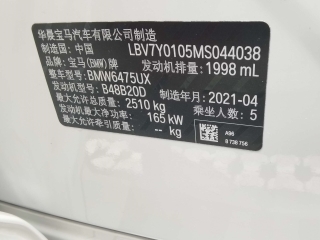 华晨宝马汽车有限公司制造
制造国：中国 LBV7Y0105MS044038
品牌：宝马(BMW)牌 发动机排量：1998 mL
整车型号：BMW6475UX
发动机型号：B48B20D 制造年月：2021-04
最大允许总质量：2510 kg 乘坐人数：5
发动机最大净功率：165 kW
最大允许牵引质量：-- kg
A96
8 738 756